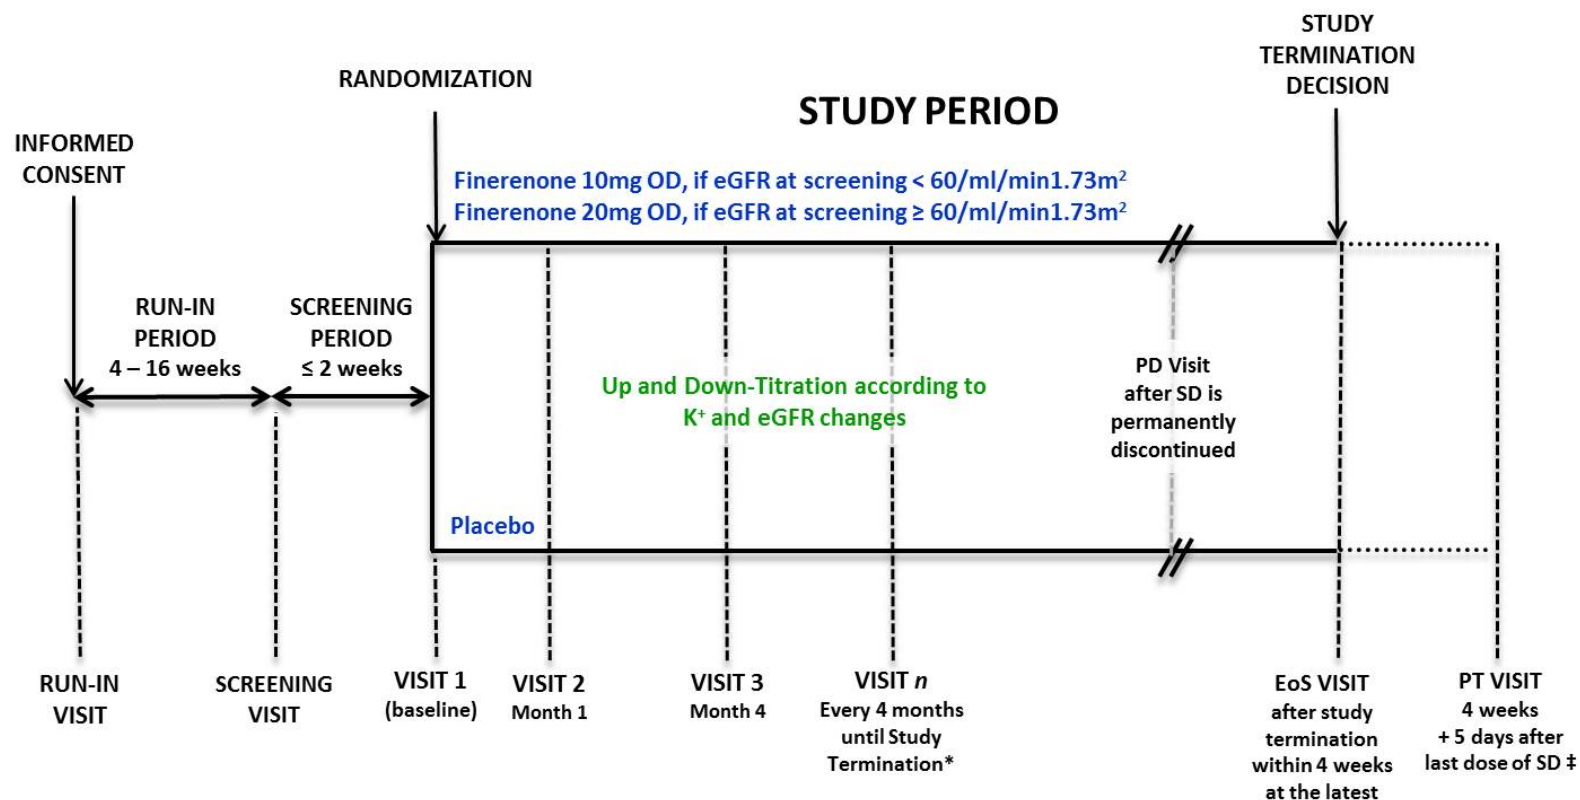 STUDY
TERMINATION
DECISION
RANDOMIZATION
STUDY PERIOD
INFORMED
CONSENT
Finerenone 10mg OD, if eGFR at screening < 60/ml/min1.73m²
Finerenone 20mg OD, if eGFR at screening ≥ 60/ml/min1.73m²
RUN-IN
PERIOD
4 – 16 weeks
SCREENING
PERIOD
≤ 2 weeks
Up and Down-Titration according to
K⁺ and eGFR changes
PD Visit
after SD is
permanently
discontinued
Placebo
RUN-IN
VISIT
SCREENING
VISIT
VISIT 1
(baseline)
VISIT 2
Month 1
VISIT 3
Month 4
VISIT n
Every 4 months
until Study
Termination*
EoS VISIT
after study
termination
within 4 weeks
at the latest
PT VISIT
4 weeks
+ 5 days after
last dose of SD ‡